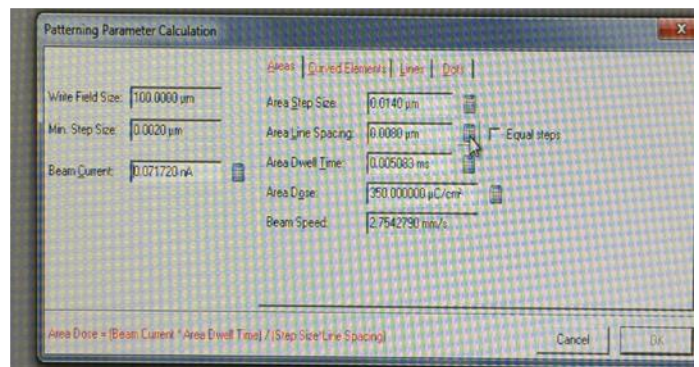 Patterning Parameter Calculation
X
Areas | Curved Elements | Lines | Dots
Write Field Size: 100.0000 µm
Min. Step Size: 0.0020 µm
Beam Current: 0.071720 nA
Area Step Size: 0.0140 µm
Area Line Spacing: 0.0080 µm
Equal steps
Area Dwell Time: 0.005083 ms
Area Dose: 350.000000 µC/cm²
Beam Speed: 2.7542790 mm/s
Area Dose = (Beam Current * Area Dwell Time) / (Step Size*Line Spacing)
Cancel
OK